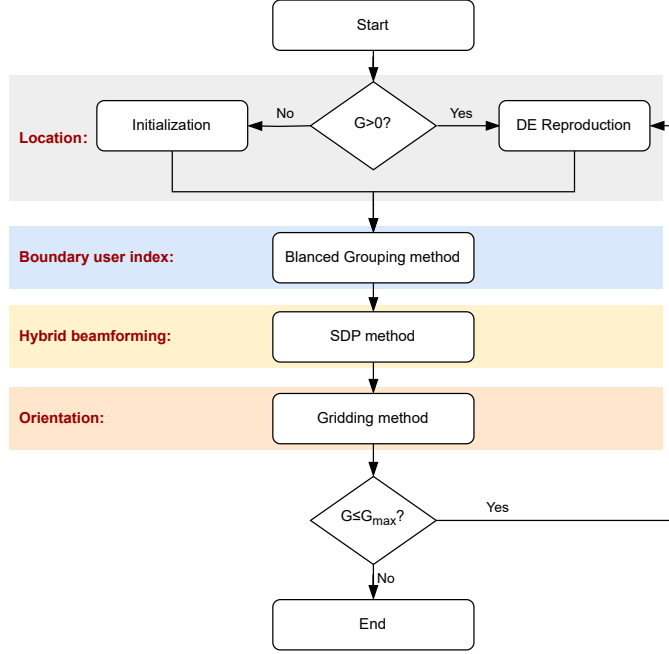 Start
Location:
Initialization
No
G>0?
Yes
DE Reproduction
Boundary user index:
Blanced Grouping method
Hybrid beamforming:
SDP method
Orientation:
Gridding method
G≤Gmax?
Yes
No
End